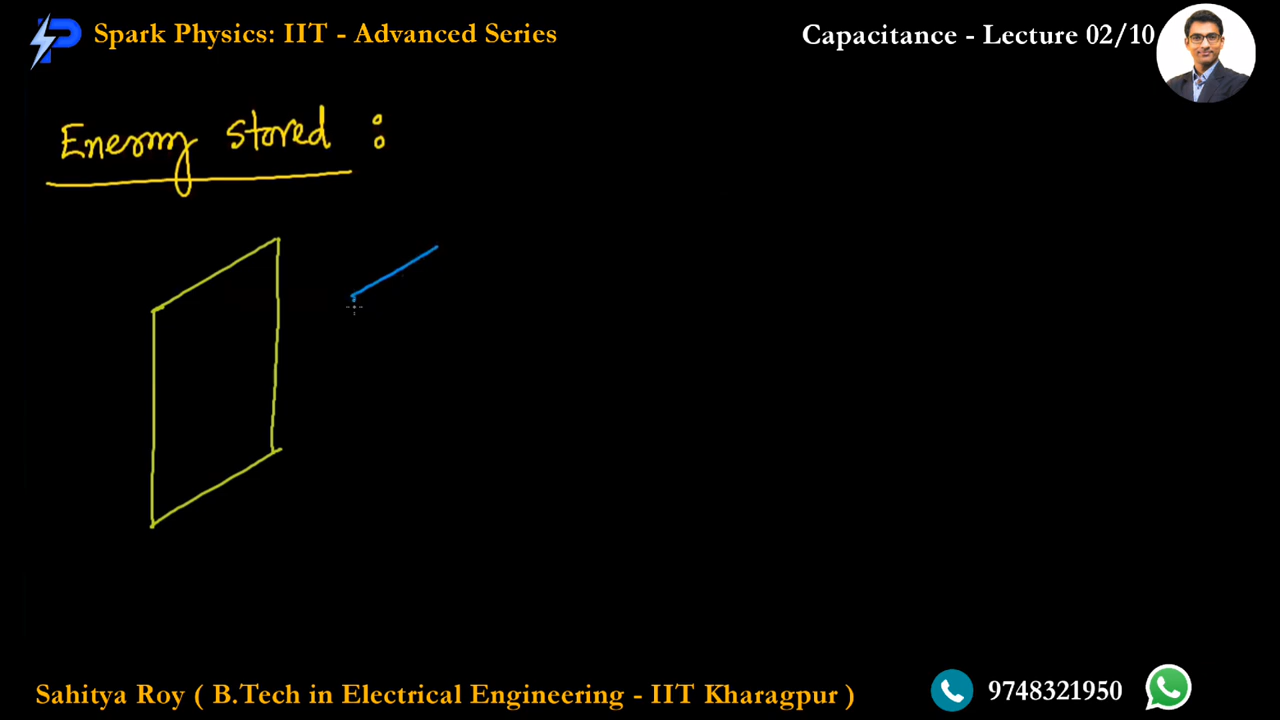 Spark Physics: IIT - Advanced Series
Capacitance - Lecture 02/10
Energy stored :
Sahitya Roy ( B.Tech in Electrical Engineering - IIT Kharagpur )
9748321950